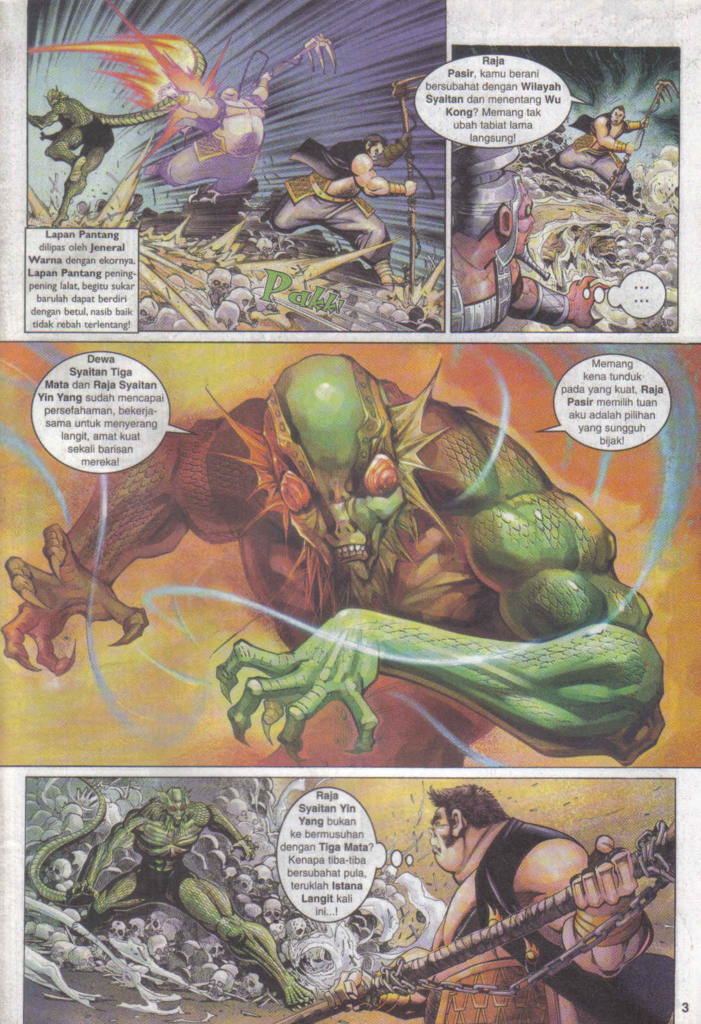 Lapan Pantang
dilipas oleh Jeneral
Warna dengan ekornya.
Lapan Pantang pening-
pening lalat, begitu sukar
barulah dapat berdiri
dengan betul, nasib baik
tidak rebah terlentang!
Pakk
Raja
Pasir, kamu berani
bersubahat dengan Wilayah
Syaitan dan menentang Wu
Kong? Memang tak
ubah tabiat lama
langsung!
...
...
Dewa
Syaitan Tiga
Mata dan Raja Syaitan
Yin Yang sudah mencapai
persefahaman, bekerja-
sama untuk menyerang
langit, amat kuat
sekali barisan
mereka!
Memang
kena tunduk
pada yang kuat, Raja
Pasir memilih tuan
aku adalah pilihan
yang sungguh
bijak!
Raja
Syaitan Yin
Yang bukan
ke bermusuhan
dengan Tiga Mata?
Kenapa tiba-tiba
bersubahat pula,
teruklah Istana
Langit kali
ini...!
3